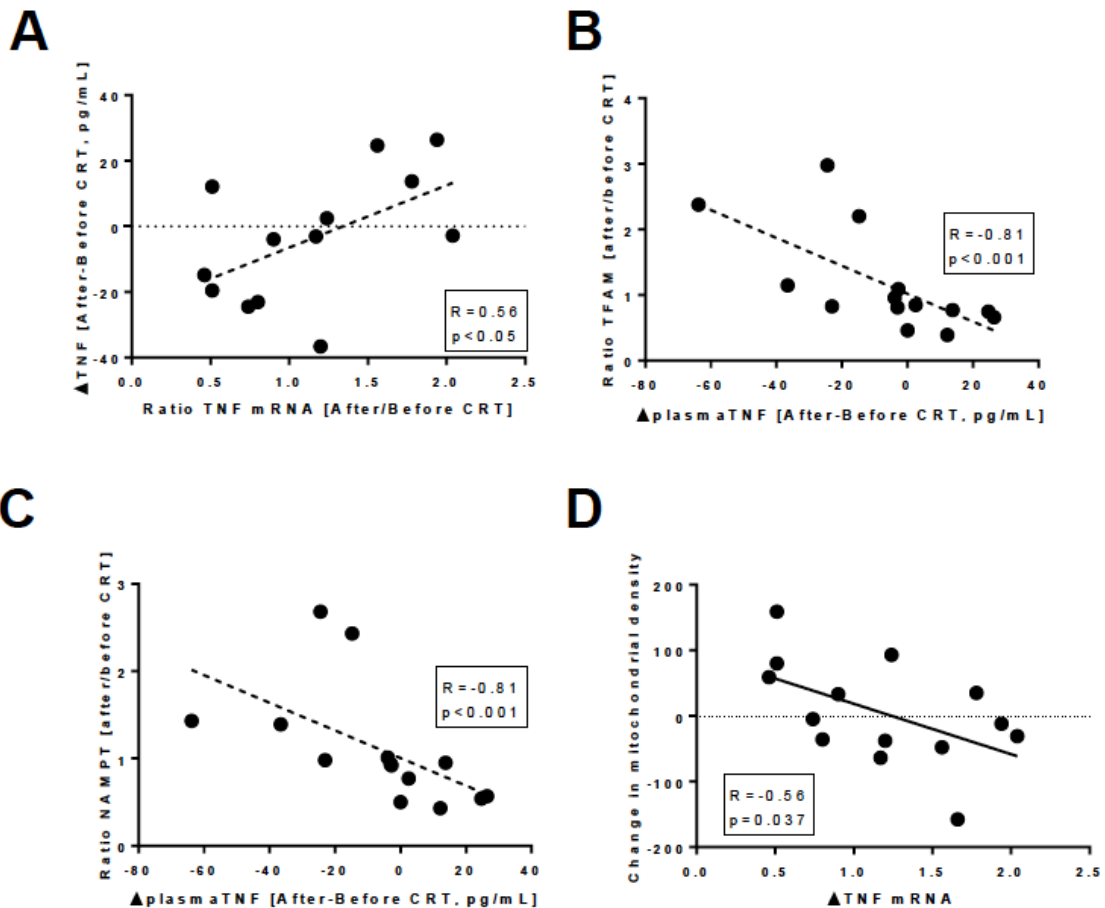 A
▲TNF [After-Before CRT, pg/mL]
40
20
0
-20
-40
R=0.56
p<0.05
0.0 0.5 1.0 1.5 2.0 2.5
Ratio TNF mRNA [After/Before CRT]
B
Ratio TFAM [after/before CRT]
4
3
2
1
0
R=-0.81
p<0.001
-80 -60 -40 -20 0 20 40
▲plasmaTNF [After-Before CRT, pg/mL]
C
Ratio NAMPT [after/before CRT]
3
2
1
0
R=-0.81
p<0.001
-80 -60 -40 -20 0 20 40
▲plasmaTNF [After-Before CRT, pg/mL]
D
Change in mitochondrial density
200
100
0
-100
-200
R=-0.56
p=0.037
0.0 0.5 1.0 1.5 2.0 2.5
▲TNF mRNA